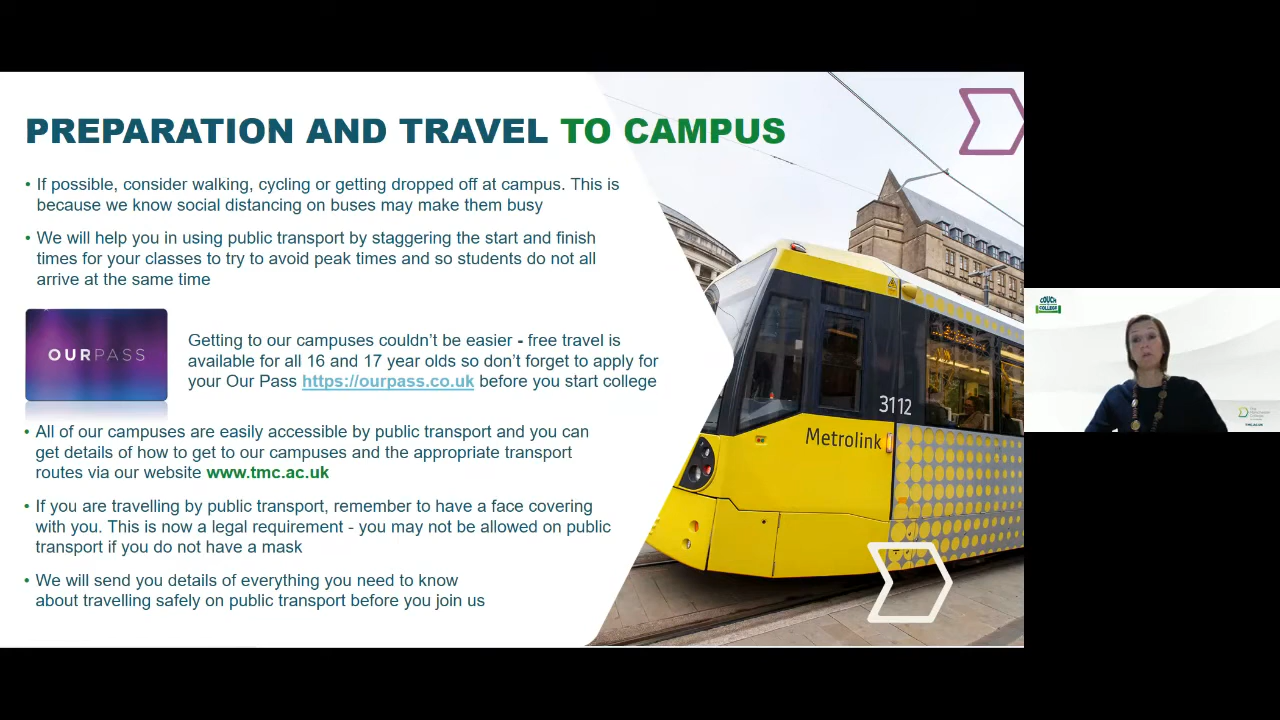 PREPARATION AND TRAVEL TO CAMPUS
• If possible, consider walking, cycling or getting dropped off at campus. This is
because we know social distancing on buses may make them busy
• We will help you in using public transport by staggering the start and finish
times for your classes to try to avoid peak times and so students do not all
arrive at the same time
OURPASS
Getting to our campuses couldn’t be easier - free travel is
available for all 16 and 17 year olds so don’t forget to apply for
your Our Pass https://ourpass.co.uk before you start college
• All of our campuses are easily accessible by public transport and you can
get details of how to get to our campuses and the appropriate transport
routes via our website www.tmc.ac.uk
• If you are travelling by public transport, remember to have a face covering
with you. This is now a legal requirement - you may not be allowed on public
transport if you do not have a mask
• We will send you details of everything you need to know
about travelling safely on public transport before you join us
3112
Metrolink
COUCH
COLLEGE
TMC.AC.UK